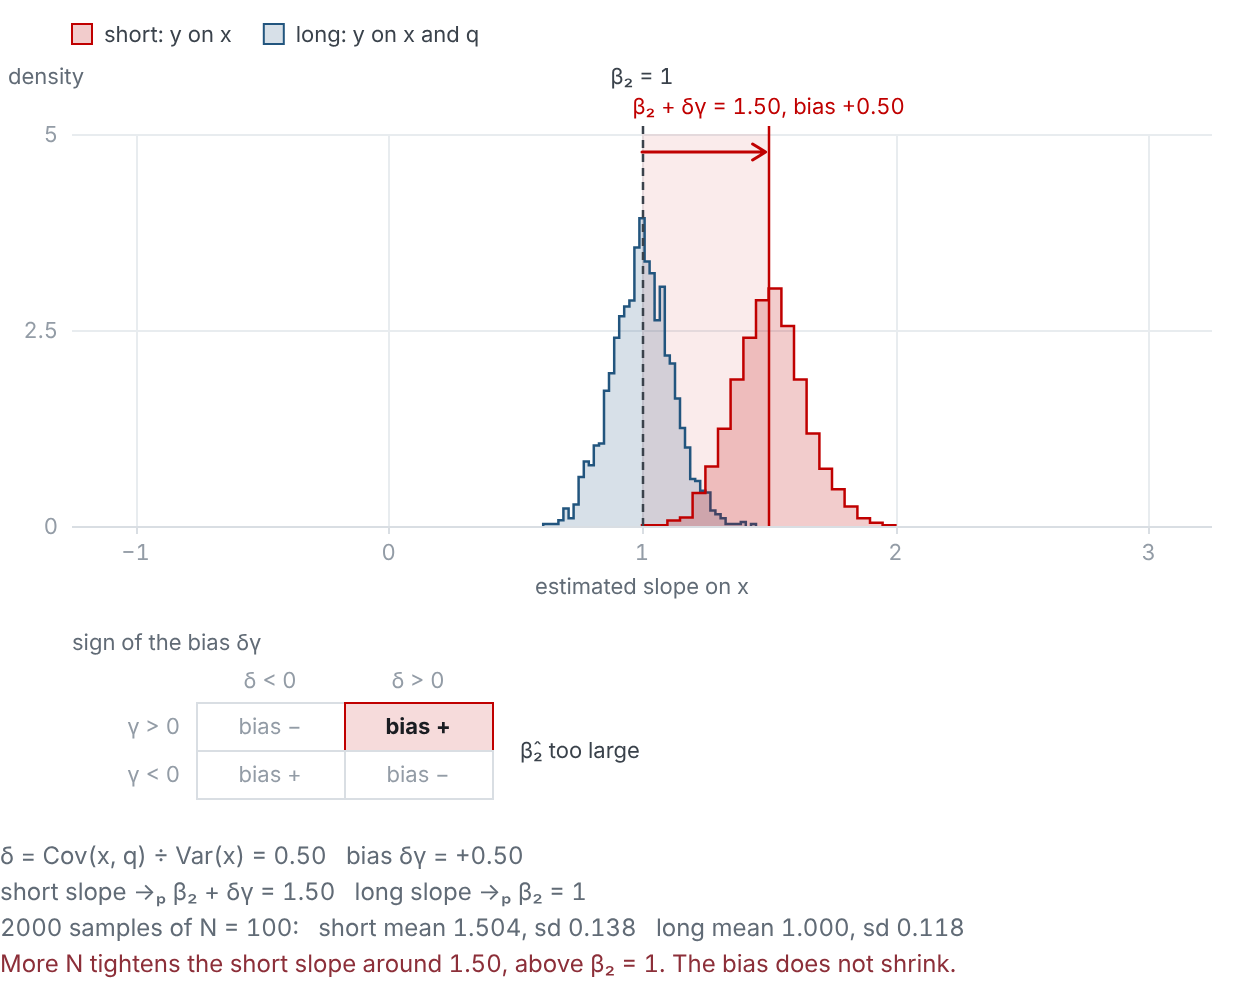 short: y on x   long: y on x and q
density
β₂ = 1
β₂ + δγ = 1.50, bias +0.50
5
2.5
0
−1 0 1 2 3
estimated slope on x
sign of the bias δγ
δ < 0 δ > 0
γ > 0 bias − bias +
β̂₂ too large
γ < 0 bias + bias −
δ = Cov(x, q) ÷ Var(x) = 0.50   bias δγ = +0.50
short slope →ₚ β₂ + δγ = 1.50   long slope →ₚ β₂ = 1
2000 samples of N = 100:   short mean 1.504, sd 0.138   long mean 1.000, sd 0.118
More N tightens the short slope around 1.50, above β₂ = 1. The bias does not shrink.